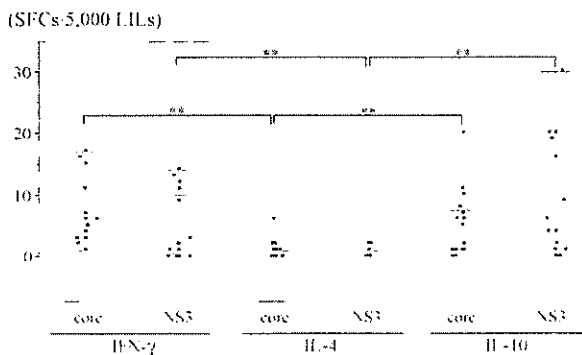 (SFCs/5,000 LILs)
30
**
**
**
**
20
10
0
core NS3 core NS3 core NS3
IFN-γ IL-4 IL-10